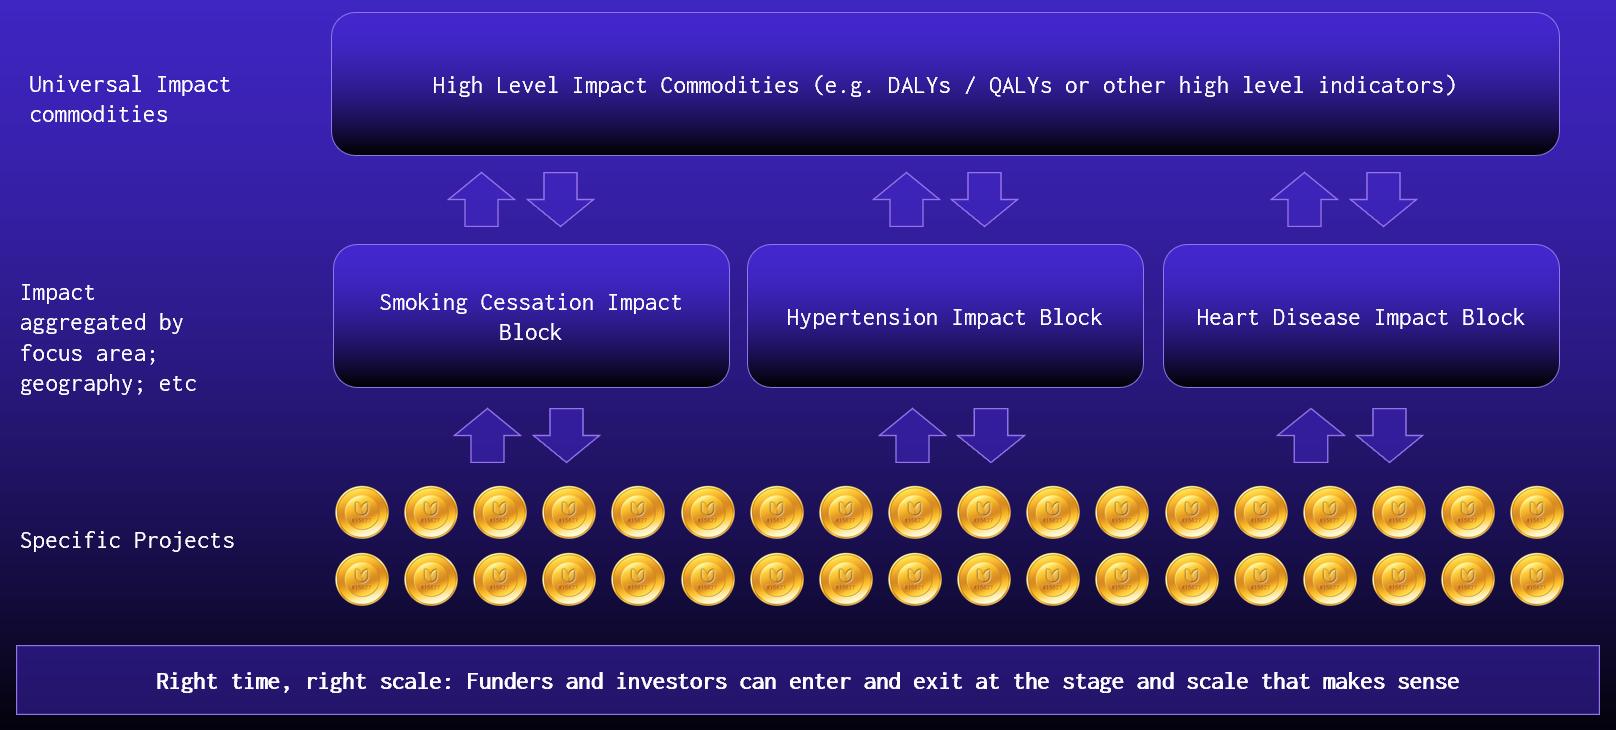 Universal Impact
commodities
High Level Impact Commodities (e.g. DALYs / QALYs or other high level indicators)
Impact
aggregated by
focus area;
geography; etc
Smoking Cessation Impact
Block
Hypertension Impact Block
Heart Disease Impact Block
Specific Projects
Right time, right scale: Funders and investors can enter and exit at the stage and scale that makes sense